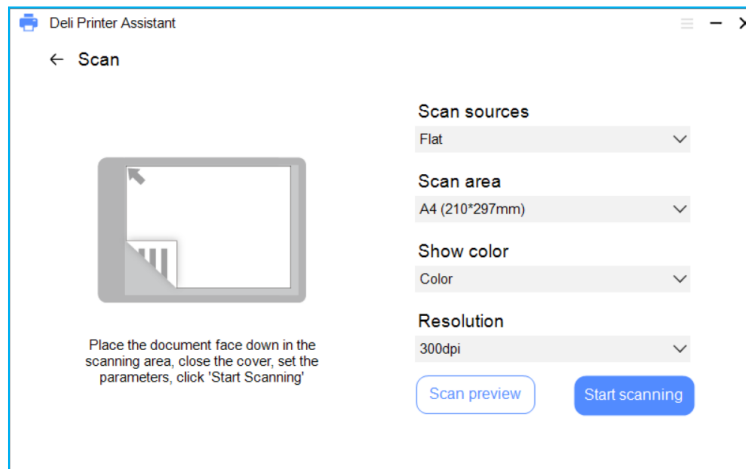 Deli Printer Assistant
Scan
Scan sources
Flat
Scan area
A4 (210*297mm)
Show color
Color
Resolution
300dpi
Place the document face down in the
scanning area, close the cover, set the
parameters, click 'Start Scanning'
Scan preview
Start scanning